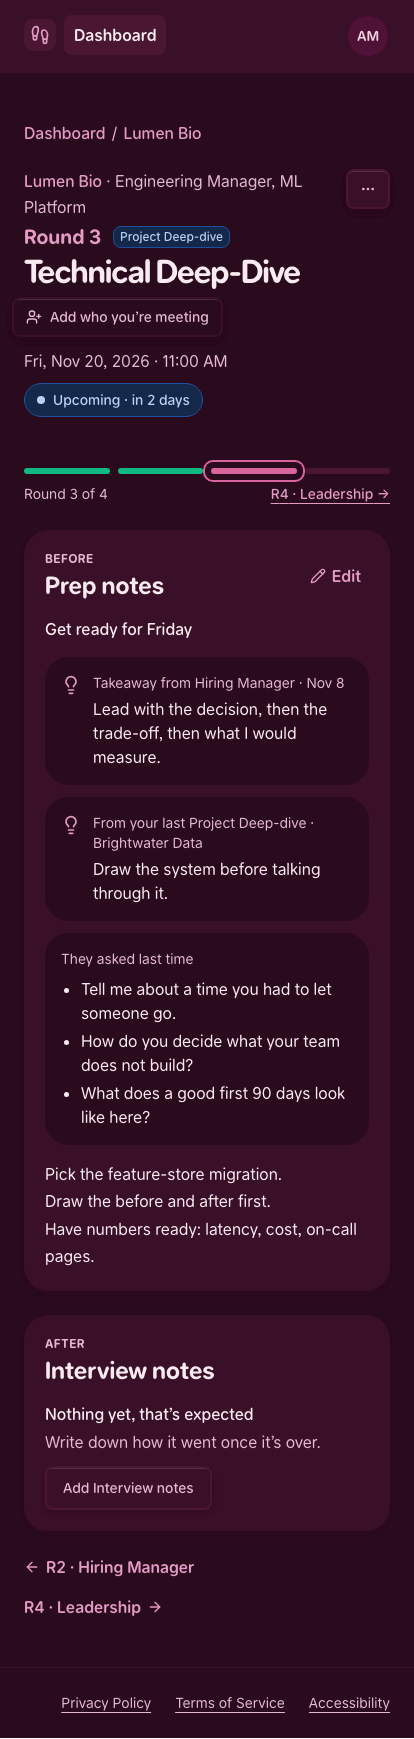 Dashboard
AM
Dashboard / Lumen Bio
Lumen Bio · Engineering Manager, ML
Platform
...
Round 3 Project Deep-dive
Technical Deep-Dive
Add who you're meeting
Fri, Nov 20, 2026 · 11:00 AM
Upcoming · in 2 days
Round 3 of 4
R4 · Leadership →
BEFORE
Prep notes
Edit
Get ready for Friday
Takeaway from Hiring Manager · Nov 8
Lead with the decision, then the
trade-off, then what I would
measure.
From your last Project Deep-dive ·
Brightwater Data
Draw the system before talking
through it.
They asked last time
• Tell me about a time you had to let
someone go.
• How do you decide what your team
does not build?
• What does a good first 90 days look
like here?
Pick the feature-store migration.
Draw the before and after first.
Have numbers ready: latency, cost, on-call
pages.
AFTER
Interview notes
Nothing yet, that's expected
Write down how it went once it's over.
Add Interview notes
← R2 · Hiring Manager
R4 · Leadership →
Privacy Policy Terms of Service Accessibility